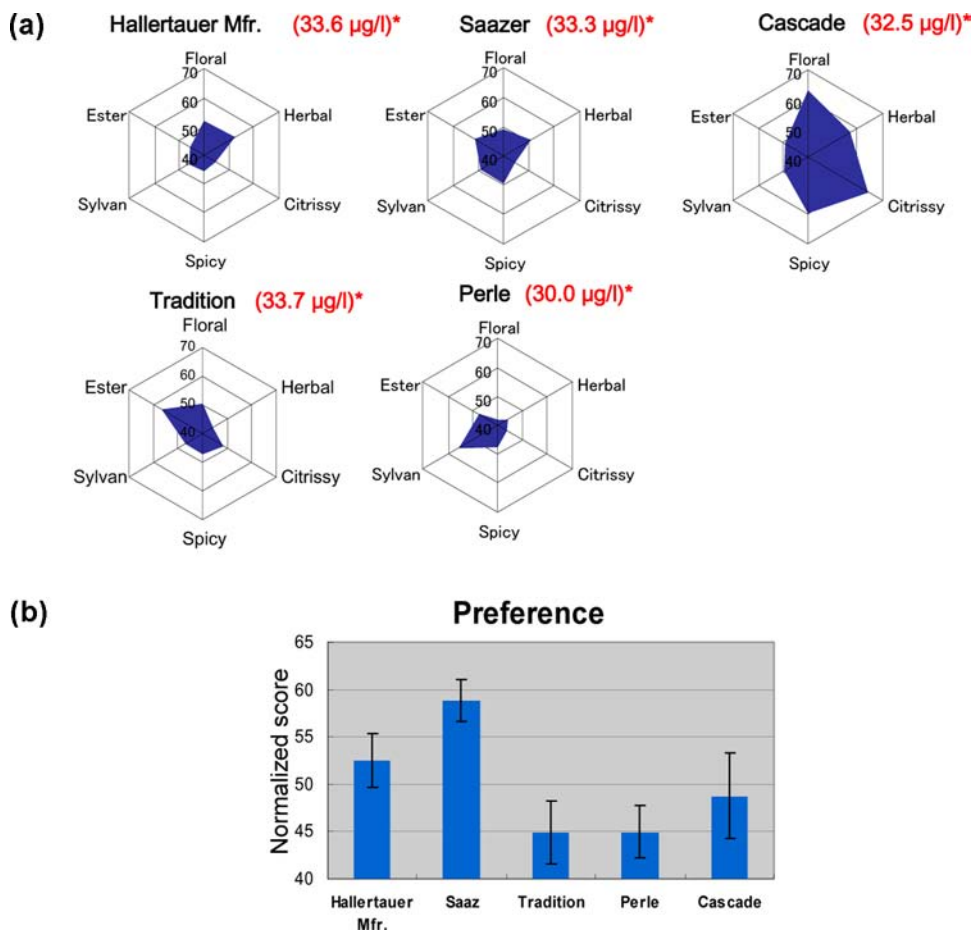 (a)
Hallertauer Mfr. (33.6 µg/l)*
Floral
70
60
50
40
Ester
Herbal
Sylvan
Citrissy
Spicy
Saazer (33.3 µg/l)*
Floral
70
60
50
40
Ester
Herbal
Sylvan
Citrissy
Spicy
Cascade (32.5 µg/l)*
Floral
70
60
50
40
Ester
Herbal
Sylvan
Citrissy
Spicy
Tradition (33.7 µg/l)*
Floral
70
60
50
40
Ester
Herbal
Sylvan
Citrissy
Spicy
Perle (30.0 µg/l)*
Floral
70
60
50
40
Ester
Herbal
Sylvan
Citrissy
Spicy
(b)
Preference
Normalized score
65
60
55
50
45
40
Hallertauer
Mfr.
Saaz
Tradition
Perle
Cascade